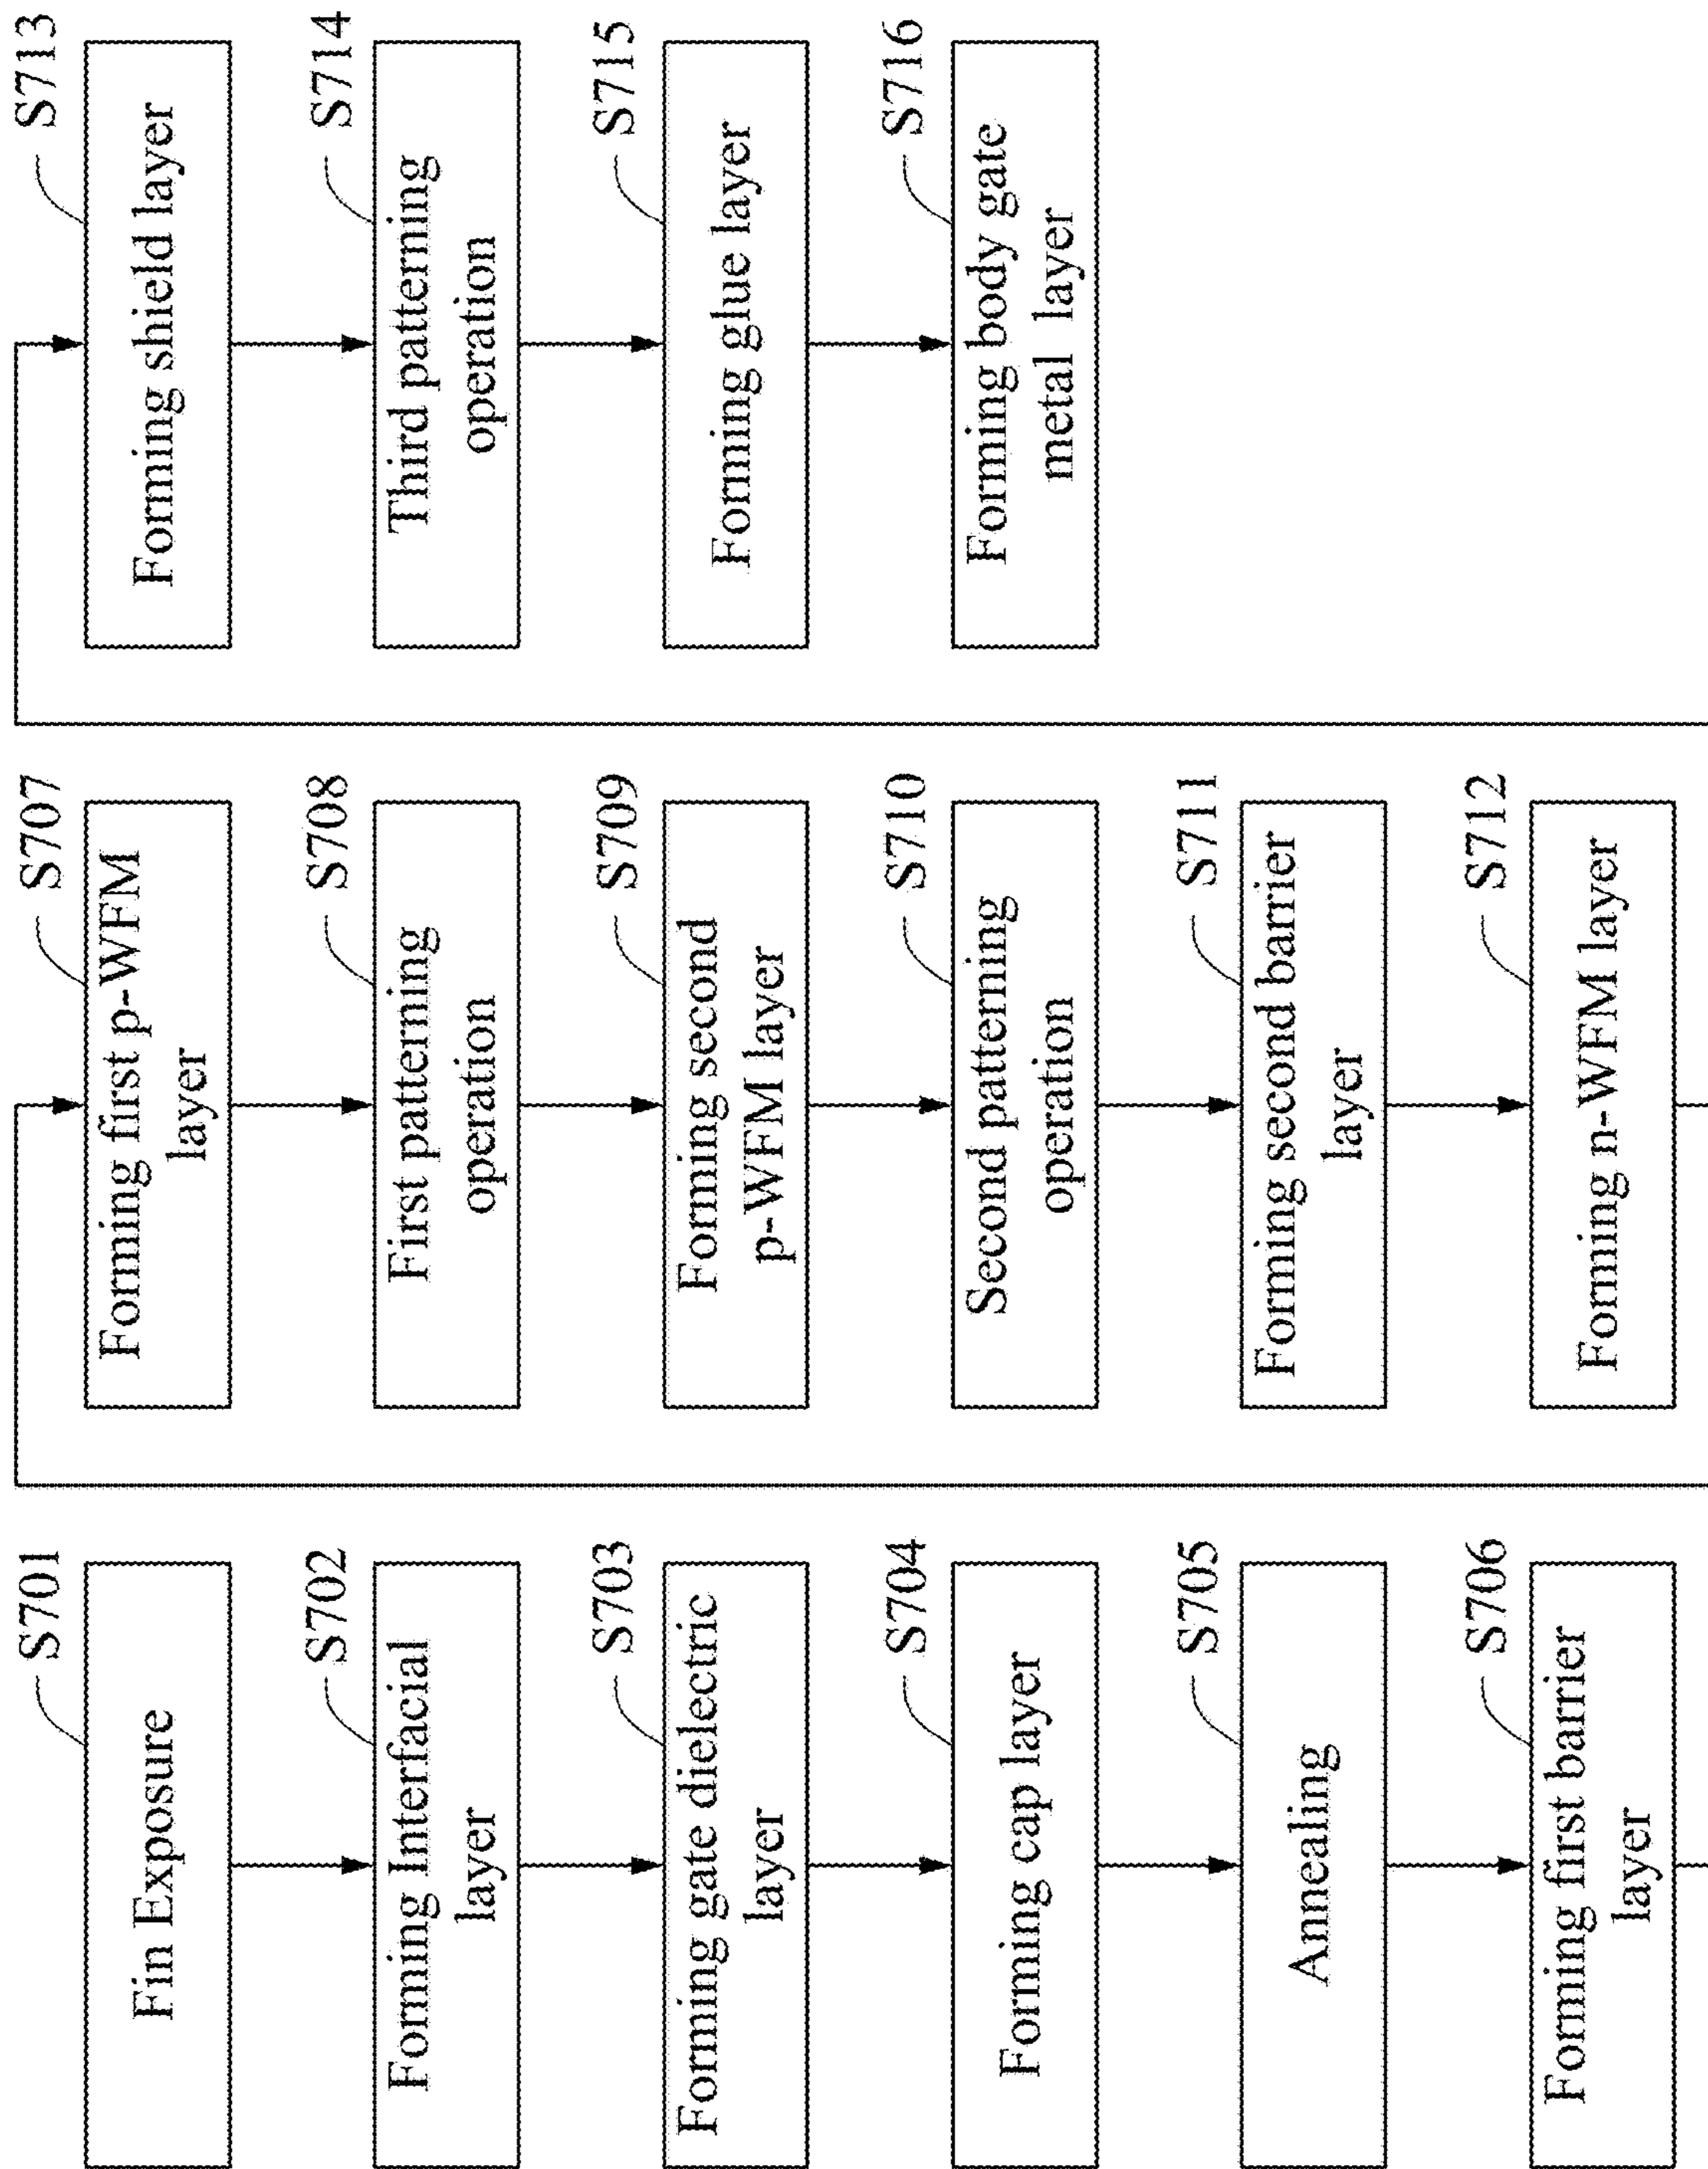 S701
Fin Exposure
S702
Forming Interfacial
layer
S703
Forming gate dielectric
layer
S704
Forming cap layer
S705
Annealing
S706
Forming first barrier
layer
S707
Forming first p-WFM
layer
S708
First patterning
operation
S709
Forming second
p-WFM layer
S710
Second patterning
operation
S711
Forming second barrier
layer
S712
Forming n-WFM layer
S713
Forming shield layer
S714
Third patterning
operation
S715
Forming glue layer
S716
Forming body gate
metal layer